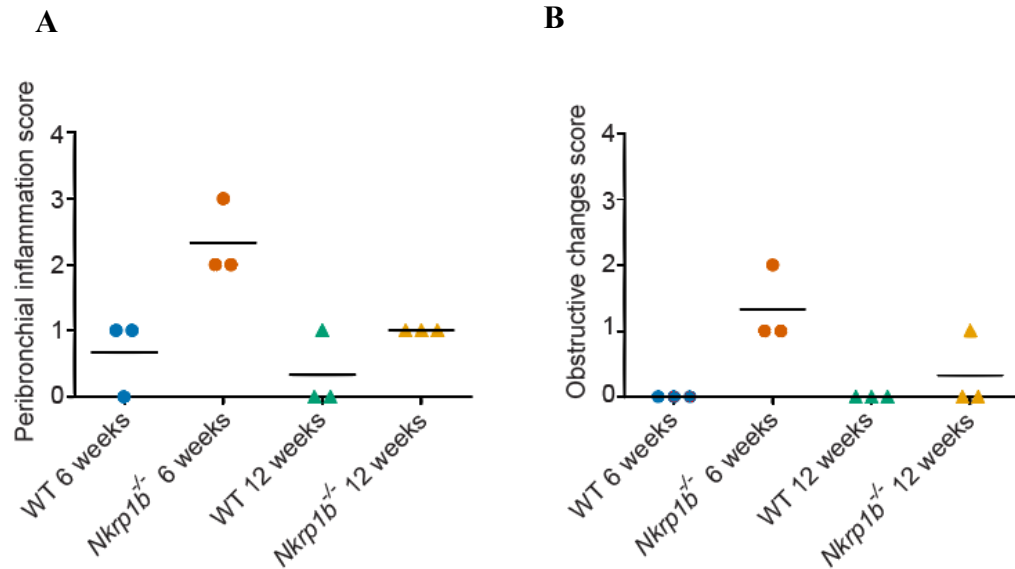 A
Peribronchial inflammation score
4
3
2
1
0
WT 6 weeks
Nkrp1b-/- 6 weeks
WT 12 weeks
Nkrp1b-/- 12 weeks
B
Obstructive changes score
4
3
2
1
0
WT 6 weeks
Nkrp1b-/- 6 weeks
WT 12 weeks
Nkrp1b-/- 12 weeks